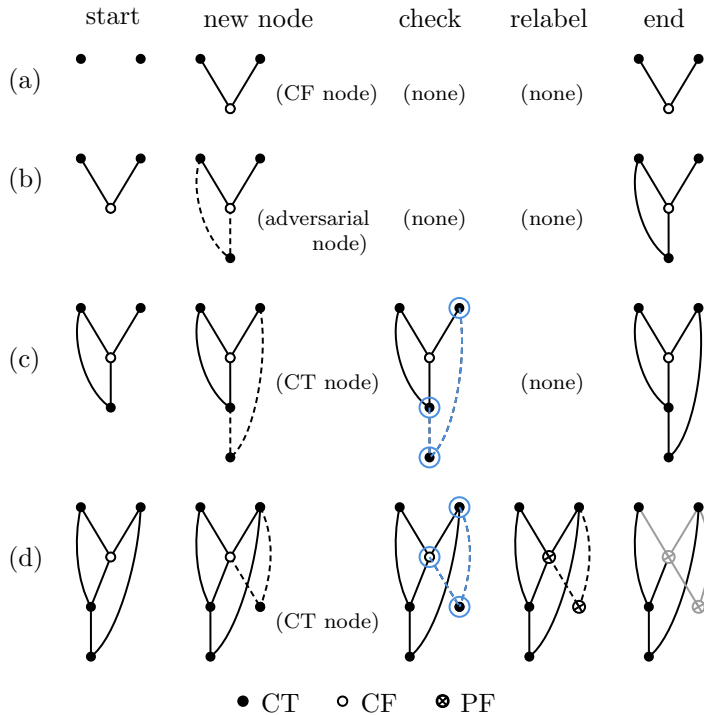 start new node check relabel end
(a) (CF node) (none) (none)
(b) (adversarial node) (none) (none)
(c) (CT node) (none)
(d) (CT node)
CT CF PF